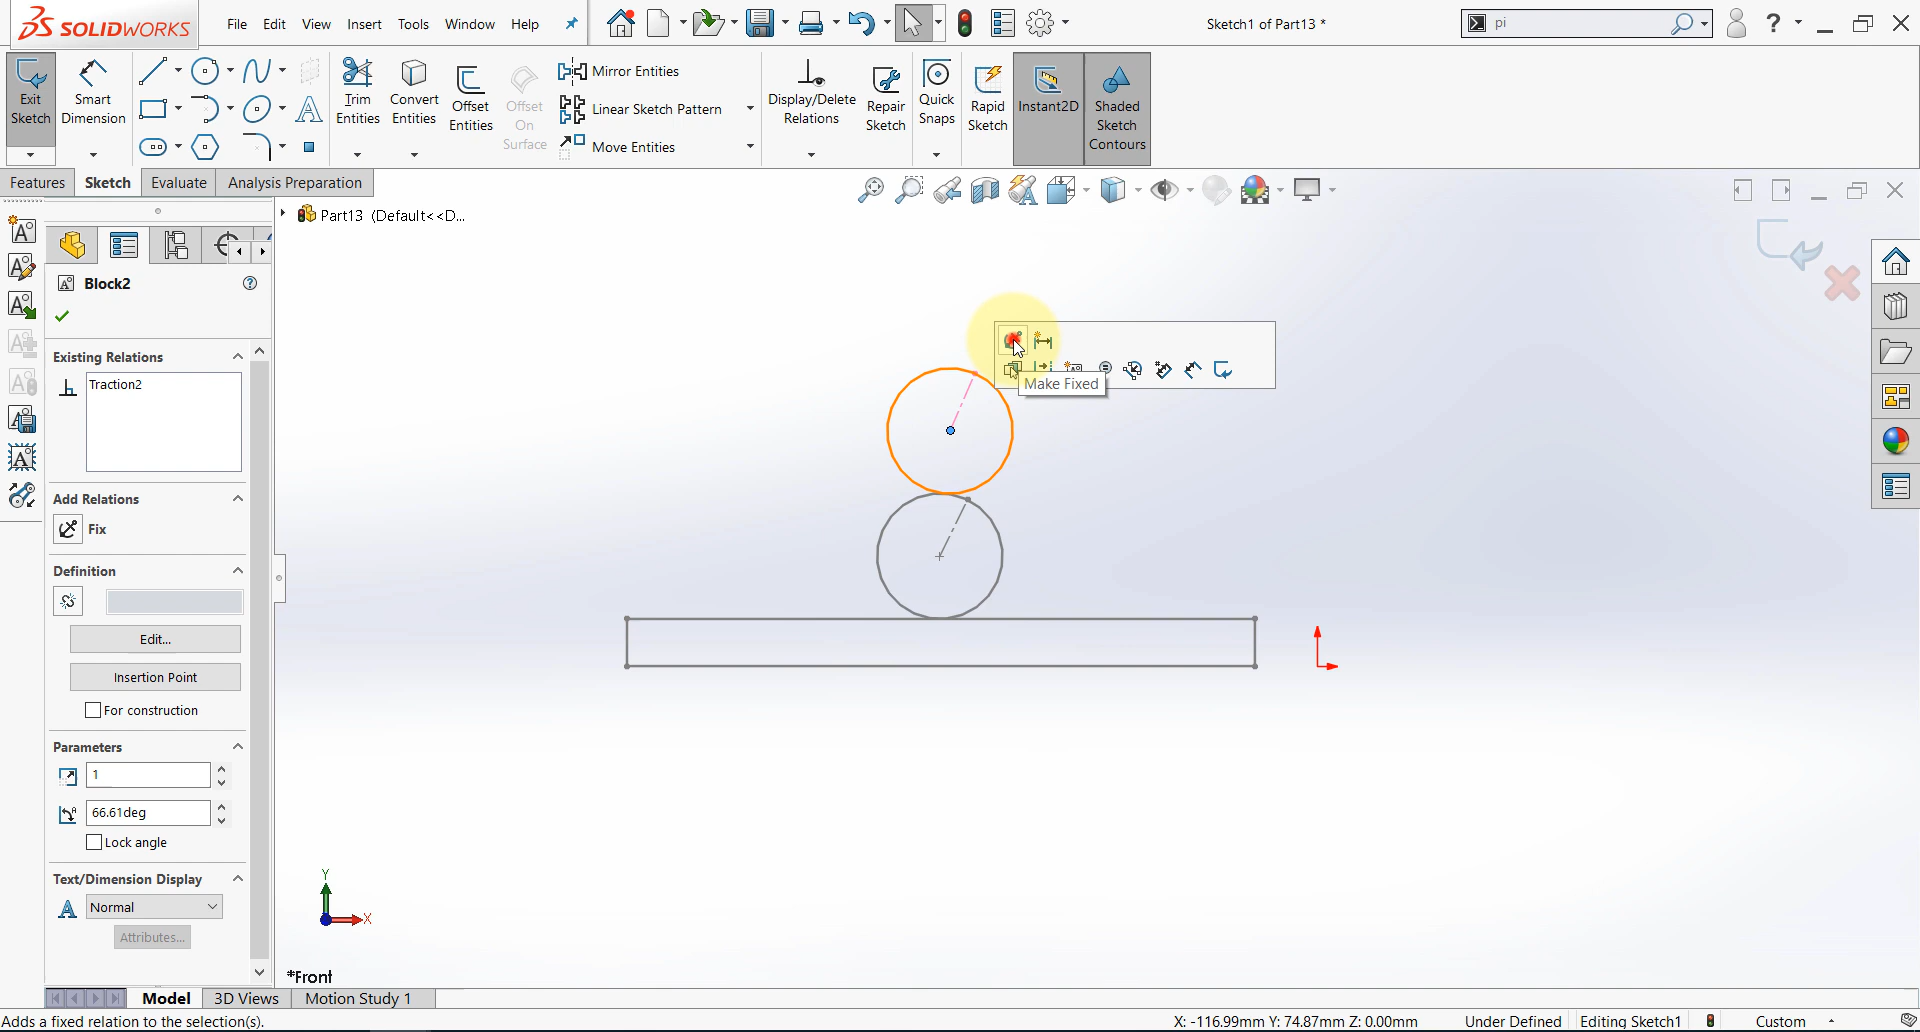 SOLIDWORKS
File Edit View Insert Tools Window Help
Sketch1 of Part13 *
pi
Exit Sketch
Smart Dimension
Trim Entities
Convert Entities
Offset Entities
Offset On Surface
Mirror Entities
Linear Sketch Pattern
Move Entities
Display/Delete Relations
Repair Sketch
Quick Snaps
Rapid Sketch
Instant2D
Shaded Sketch Contours
Features Sketch Evaluate Analysis Preparation
Part13 (Default<<D...
Block2
Existing Relations
Traction2
Add Relations
Fix
Definition
Edit...
Insertion Point
For construction
Parameters
1
66.61deg
Lock angle
Text/Dimension Display
Normal
Attributes...
Make Fixed
Y
X
*Front
Model 3D Views Motion Study 1
Adds a fixed relation to the selection(s).
X: -116.99mm Y: 74.87mm Z: 0.00mm Under Defined Editing Sketch1 Custom